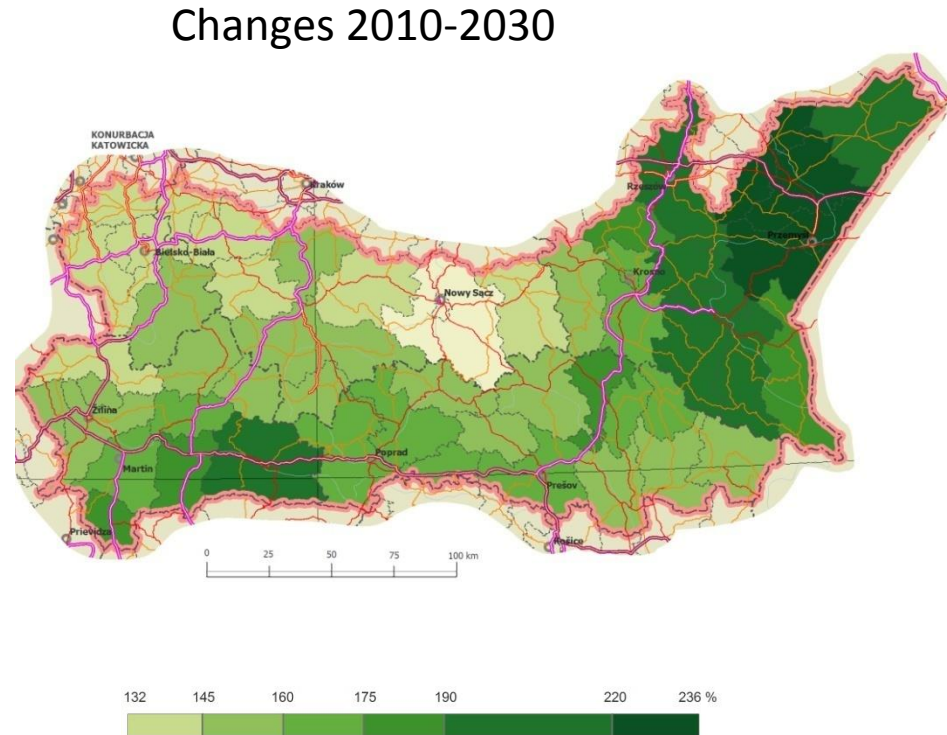 Changes 2010-2030
KONURBACJA
KATOWICKA
Kraków
Rzeszów
Bielsko-Biała
Przemyśl
Krosno
Nowy Sącz
Žilina
Poprad
Martin
Prešov
Prievidza
Košice
0 25 50 75 100 km
132 145 160 175 190 220 236 %